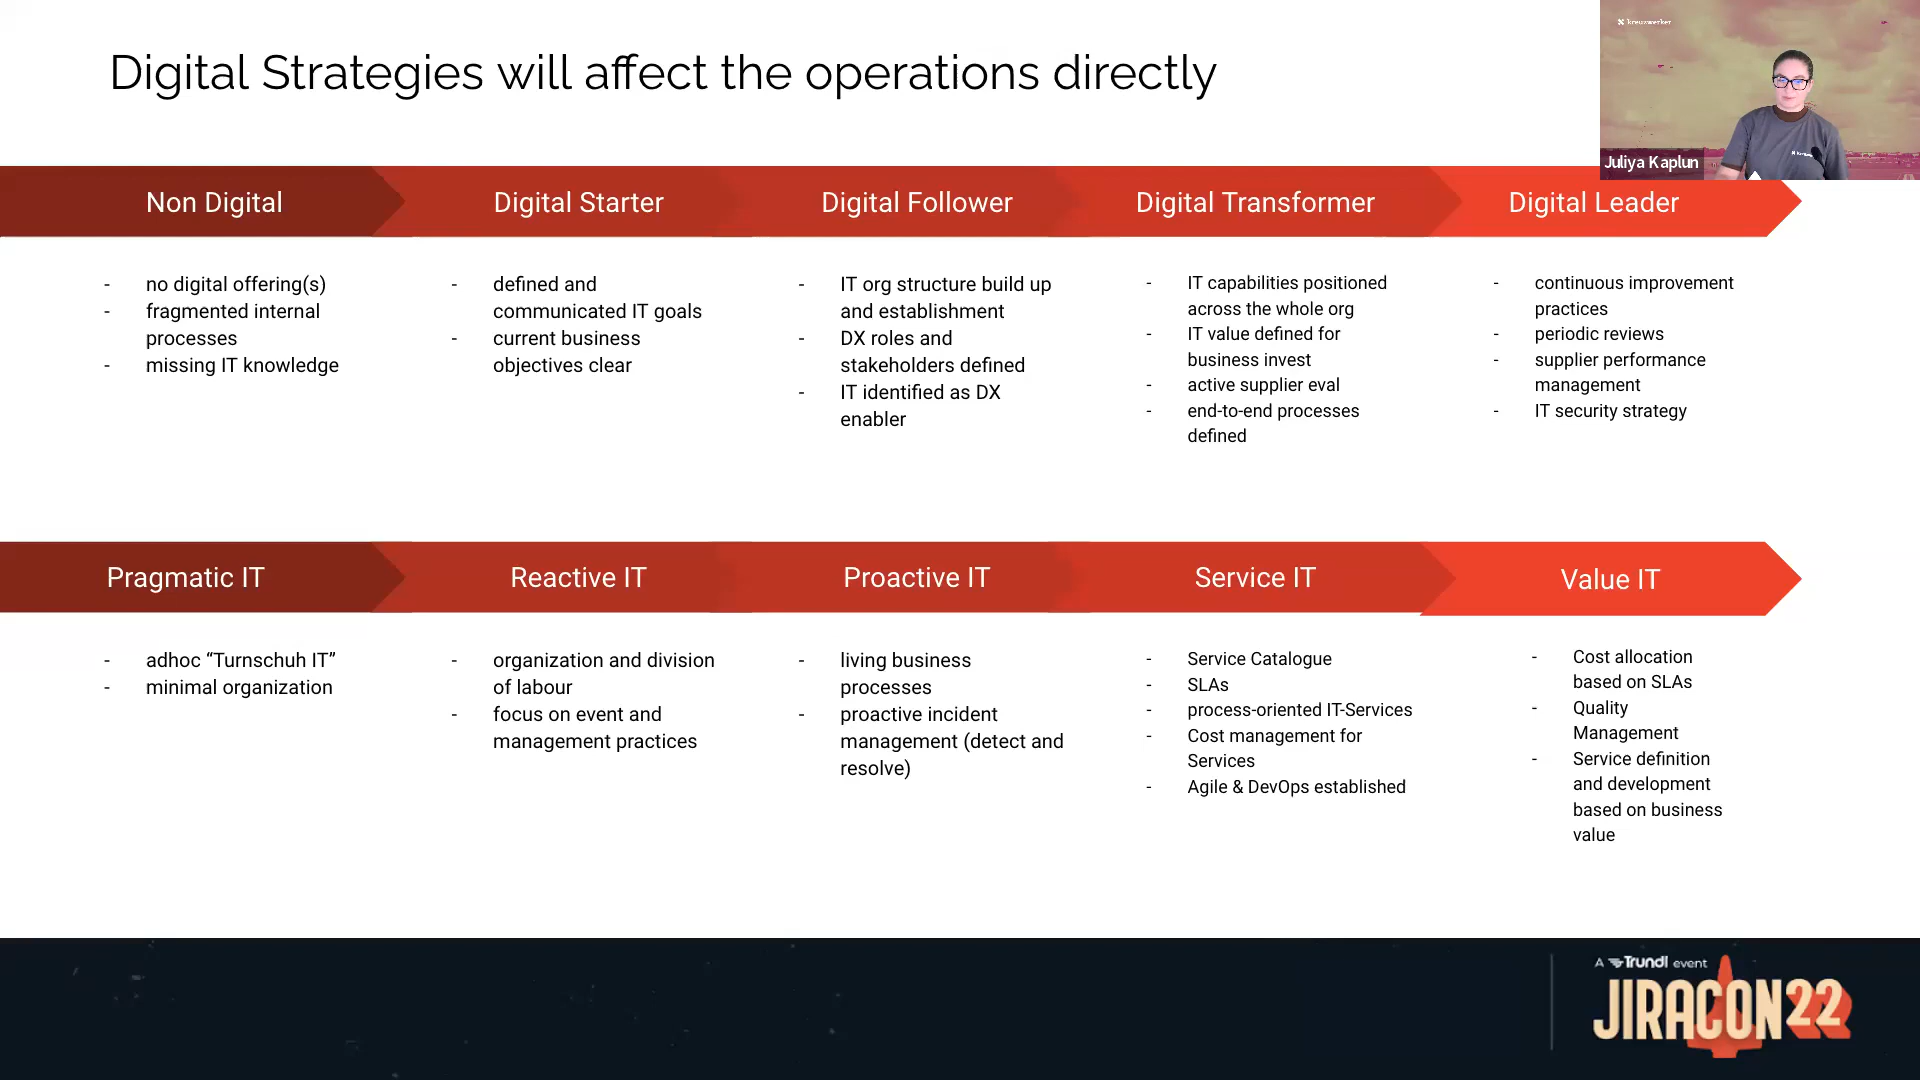 Digital Strategies will affect the operations directly
kreuzwerker
Juliya Kaplun
Non Digital
Digital Starter
Digital Follower
Digital Transformer
Digital Leader
- no digital offering(s)
- fragmented internal
processes
- missing IT knowledge
- defined and
communicated IT goals
- current business
objectives clear
- IT org structure build up
and establishment
- DX roles and
stakeholders defined
- IT identified as DX
enabler
- IT capabilities positioned
across the whole org
- IT value defined for
business invest
- active supplier eval
- end-to-end processes
defined
- continuous improvement
practices
- periodic reviews
- supplier performance
management
- IT security strategy
Pragmatic IT
Reactive IT
Proactive IT
Service IT
Value IT
- adhoc “Turnschuh IT”
- minimal organization
- organization and division
of labour
- focus on event and
management practices
- living business
processes
- proactive incident
management (detect and
resolve)
- Service Catalogue
- SLAs
- process-oriented IT-Services
- Cost management for
Services
- Agile & DevOps established
- Cost allocation
based on SLAs
- Quality
Management
- Service definition
and development
based on business
value
A Trundl event
JIRACON22